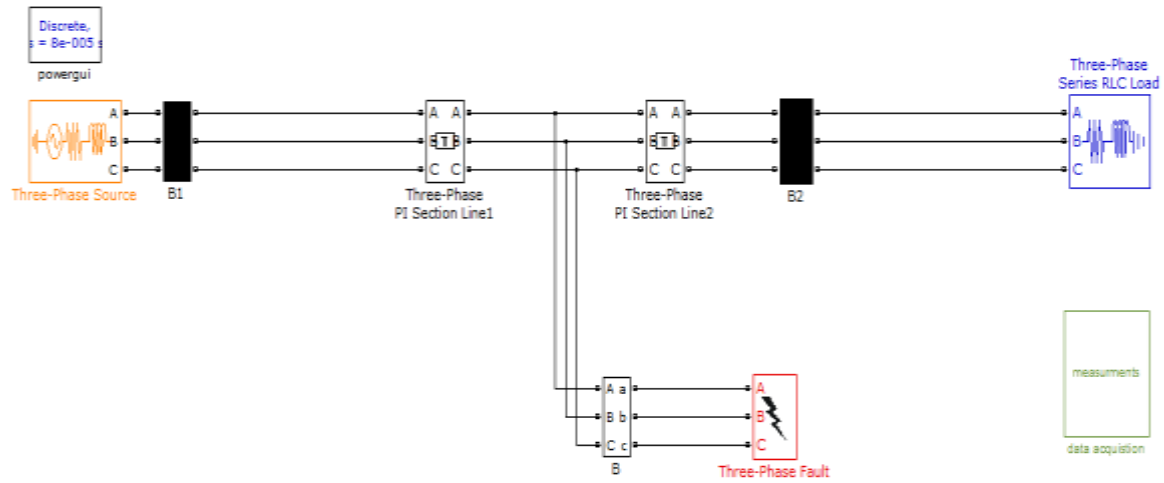 Discrete,
s = 8e-005 s
powergui
Three-Phase
Series RLC Load
A A A A A A
B B B B B B
C C C C C C
Three-Phase Source
B1
Three-Phase
PI Section Line1
Three-Phase
PI Section Line2
B2
measurments
A a A
B b B
C c C
B
Three-Phase Fault
data acquistion